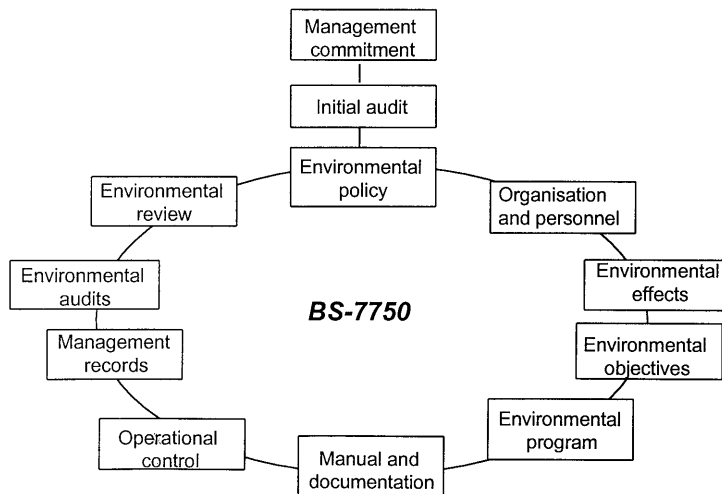 Management
commitment
Initial audit
Environmental
policy
Environmental
review
Organisation
and personnel
Environmental
audits
Environmental
effects
BS-7750
Management
records
Environmental
objectives
Operational
control
Environmental
program
Manual and
documentation